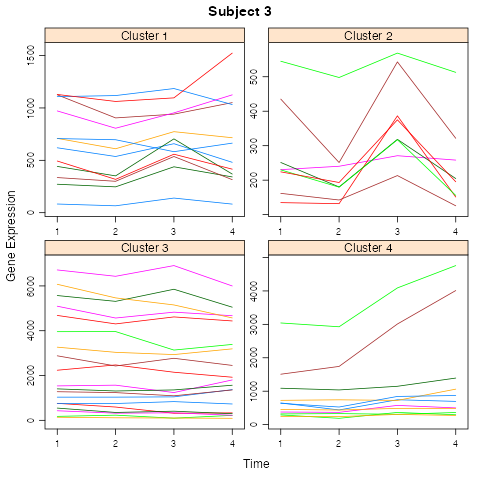 Subject 3
Cluster 1
Cluster 2
0 500 1000 1500
200 300 400 500
1 2 3 4
1 2 3 4
Cluster 3
Cluster 4
0 2000 4000 6000
0 1000 2000 3000 4000
1 2 3 4
1 2 3 4
Gene Expression
Time